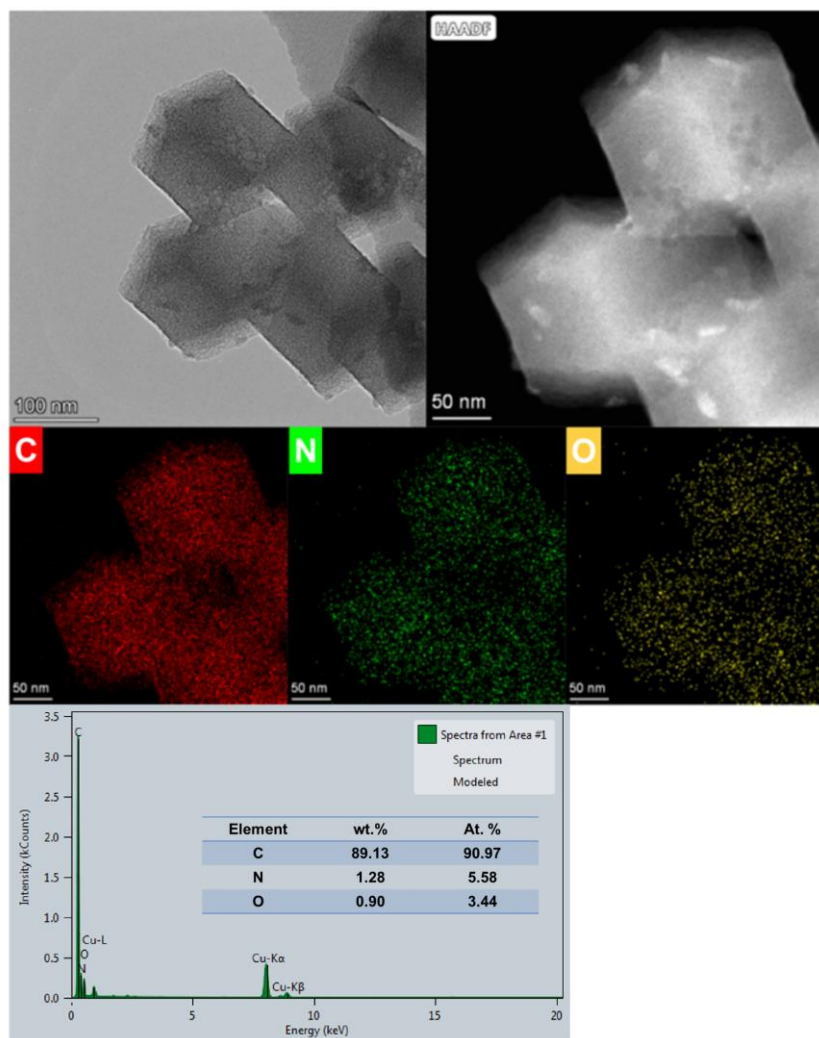 HAADF
100 nm
50 nm
C
N
O
50 nm
50 nm
50 nm
3.5
3.0
2.5
2.0
1.5
1.0
0.5
0.0
Intensity (kCounts)
C
Cu-L
O
N
Cu-Kα
Cu-Kβ
Spectra from Area #1
Spectrum
Modeled
Element wt.% At. %
C 89.13 90.97
N 1.28 5.58
O 0.90 3.44
0 5 10 15 20
Energy (keV)